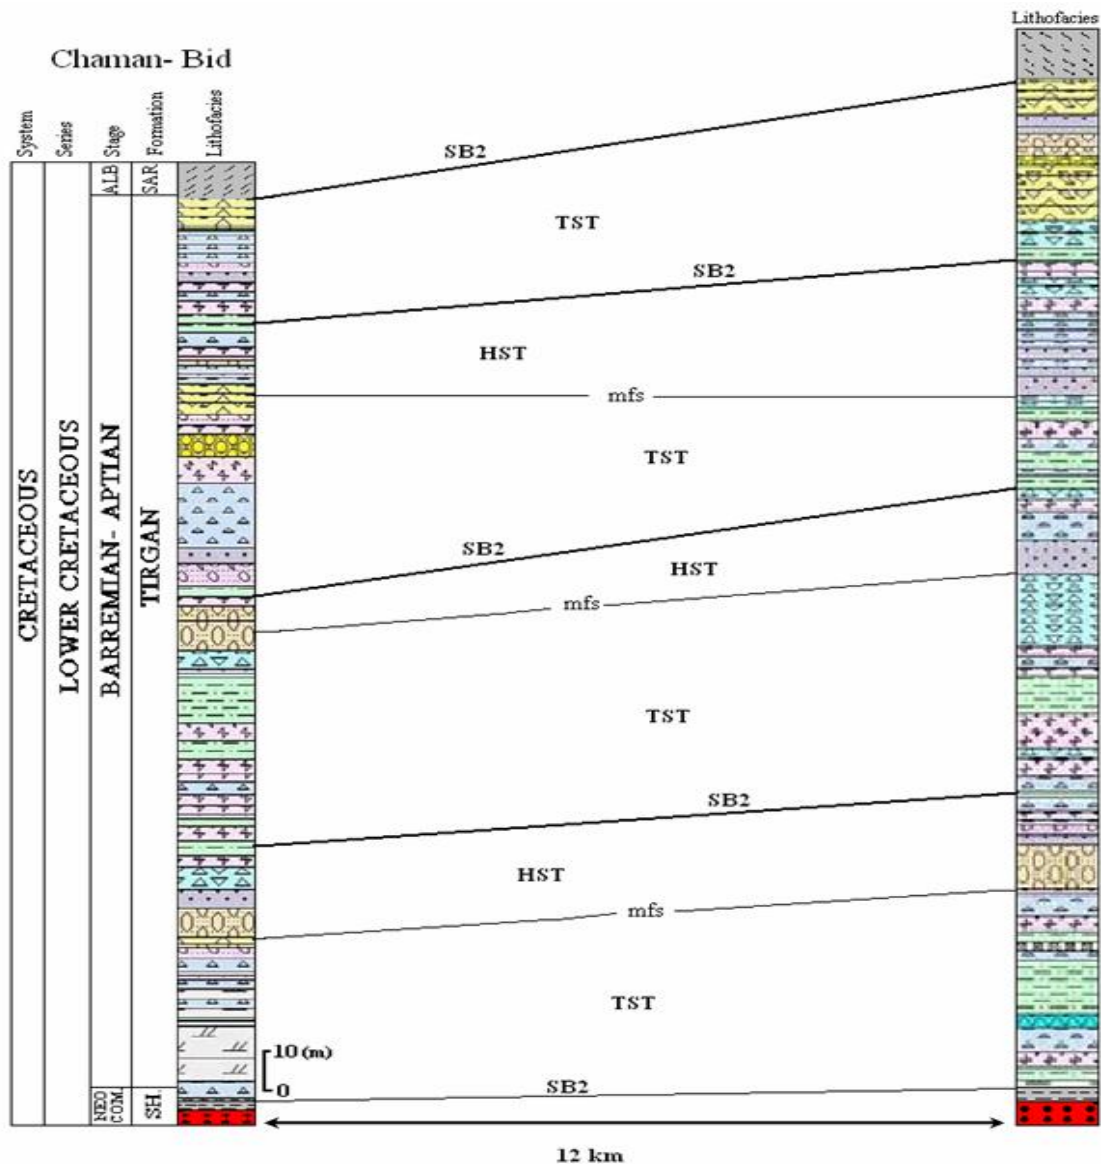 Lithofacies
Chaman- Bid
System
Series
Stage
Formation
Lithofacies
ALB
SAR
SB2
TST
SB2
HST
mfs
TST
SB2
HST
mfs
TST
SB2
HST
mfs
TST
SB2
CRETACEOUS
LOWER CRETACEOUS
BARREMIAN- APTIAN
TIRGAN
NEO
COM.
SH.
10 (m)
0
12 km